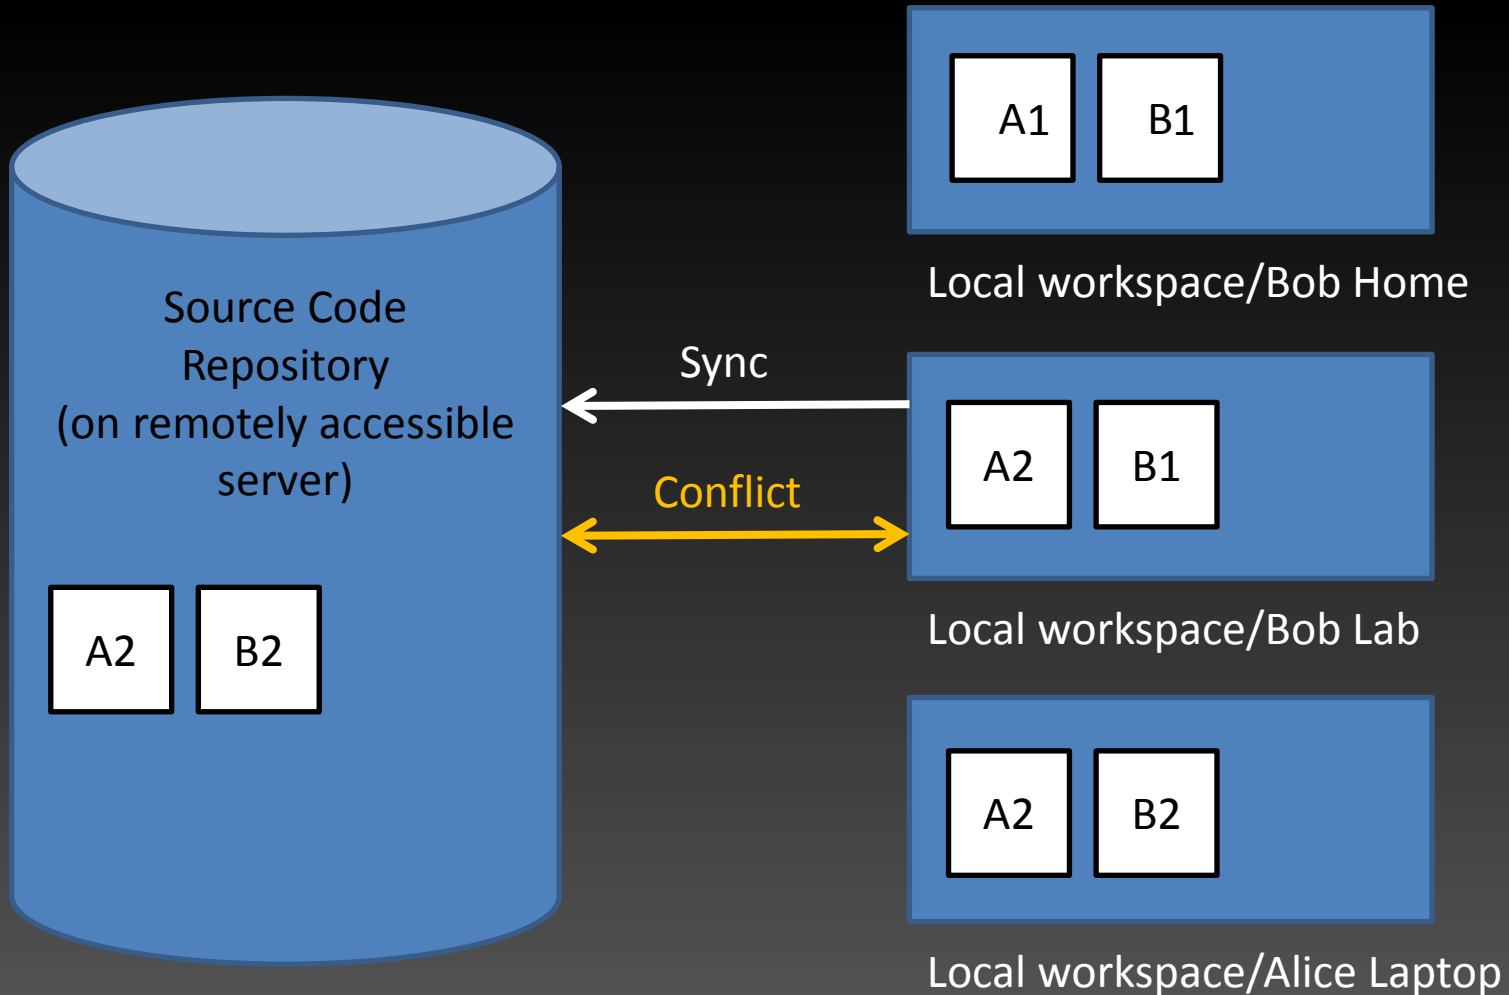 Source Code
Repository
(on remotely accessible
server)
A2 B2
Sync
Conflict
A1 B1
Local workspace/Bob Home
A2 B1
Local workspace/Bob Lab
A2 B2
Local workspace/Alice Laptop